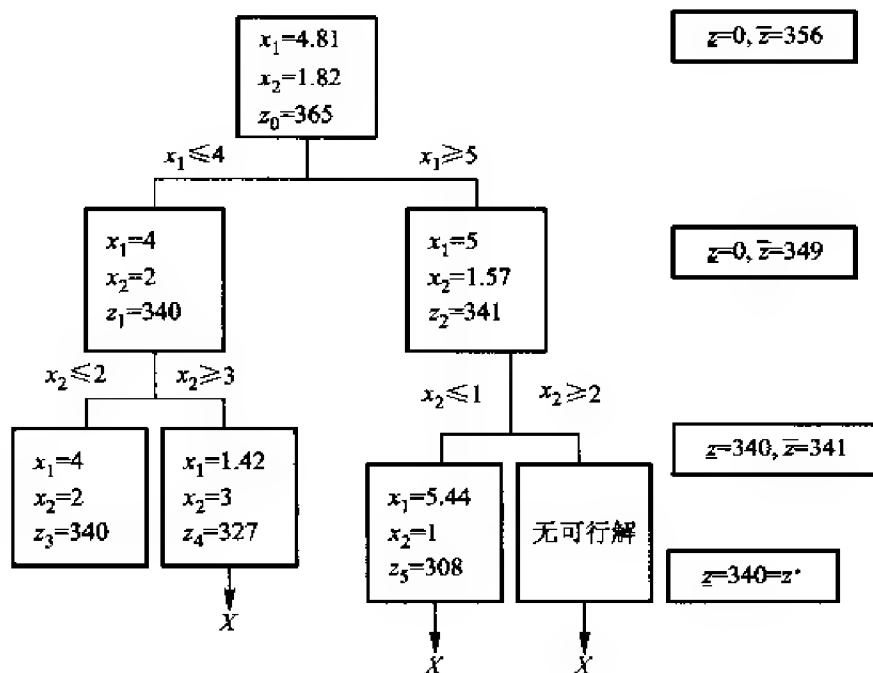 x₁=4.81
x₂=1.82
z₀=365
z̲=0, z̄=356
x₁≤4
x₁≥5
x₁=4
x₂=2
z₁=340
x₁=5
x₂=1.57
z₂=341
z̲=0, z̄=349
x₂≤2
x₂≥3
x₂≤1
x₂≥2
x₁=4
x₂=2
z₃=340
x₁=1.42
x₂=3
z₄=327
x₁=5.44
x₂=1
z₅=308
无可行解
z̲=340, z̄=341
z̲=340=z*
X
X
X